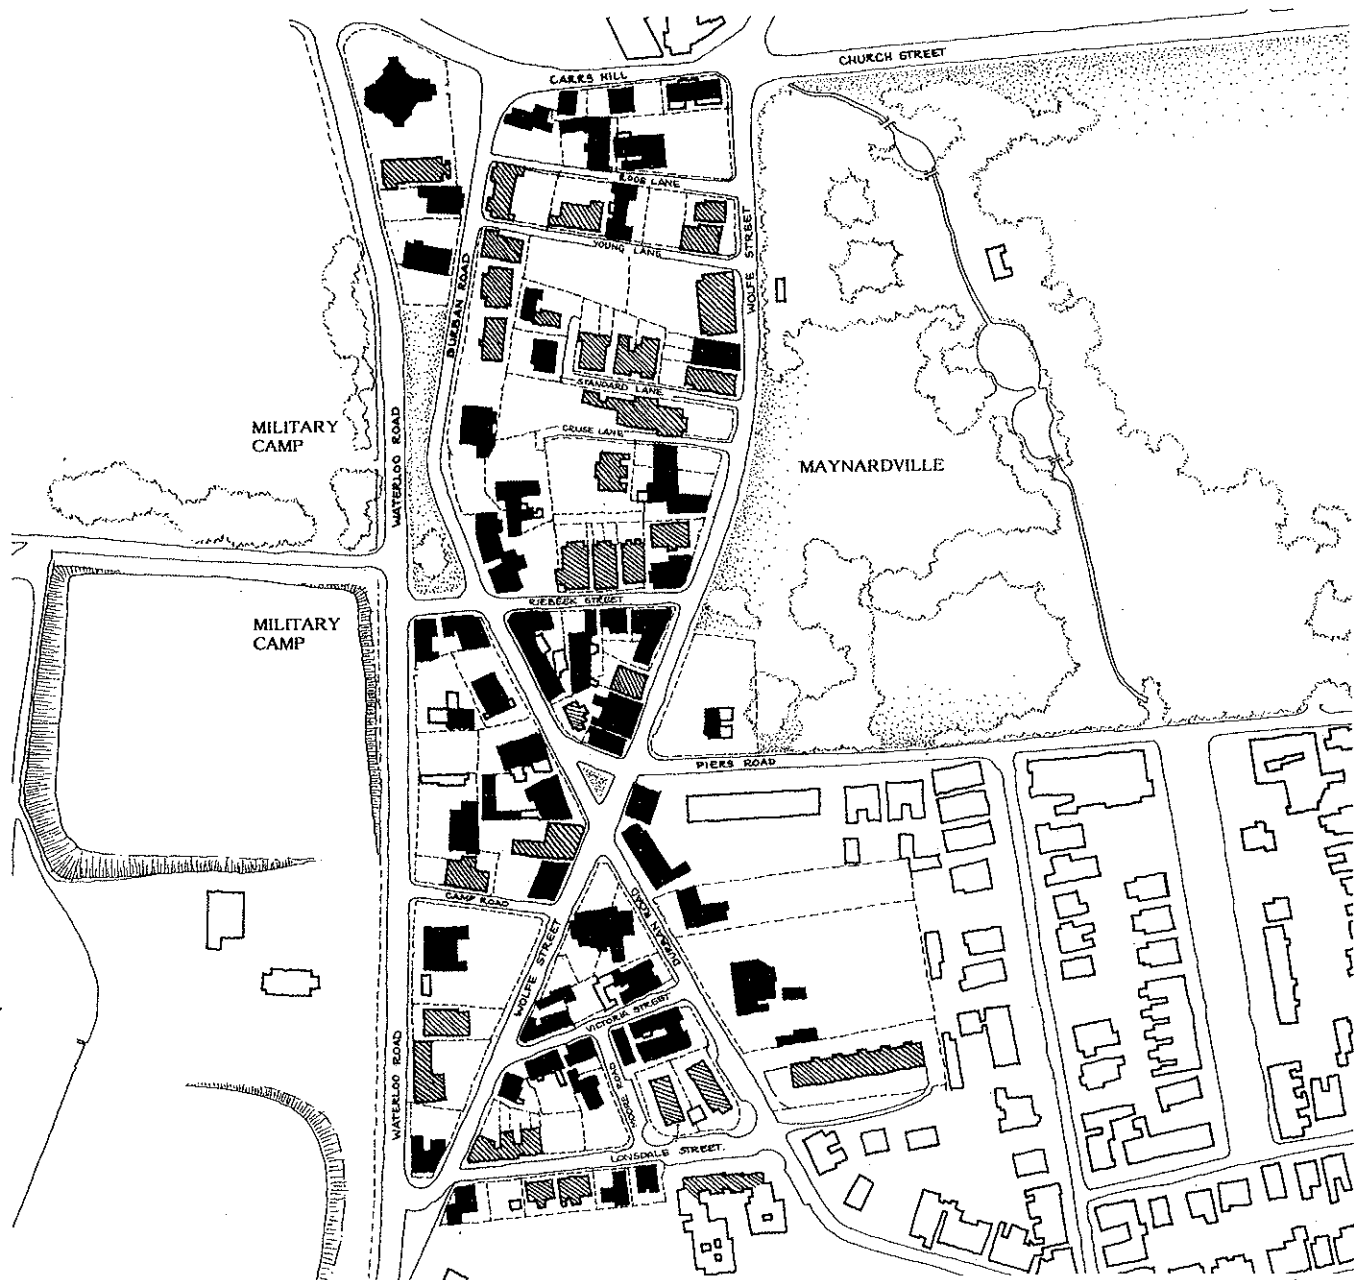 CHURCH STREET
CARRS HILL
ROOS LANE
YOUNG LANE
WOLFE STREET
DURBAN ROAD
STANDARD LANE
CRUSE LANE
MILITARY
CAMP
WATERLOO ROAD
MAYNARDVILLE
RIEBEEK STREET
MILITARY
CAMP
PIERS ROAD
CAMP ROAD
WOLFE STREET
DURBAN ROAD
VICTORIA STREET
WATERLOO ROAD
MOORE ROAD
LONSDALE STREET